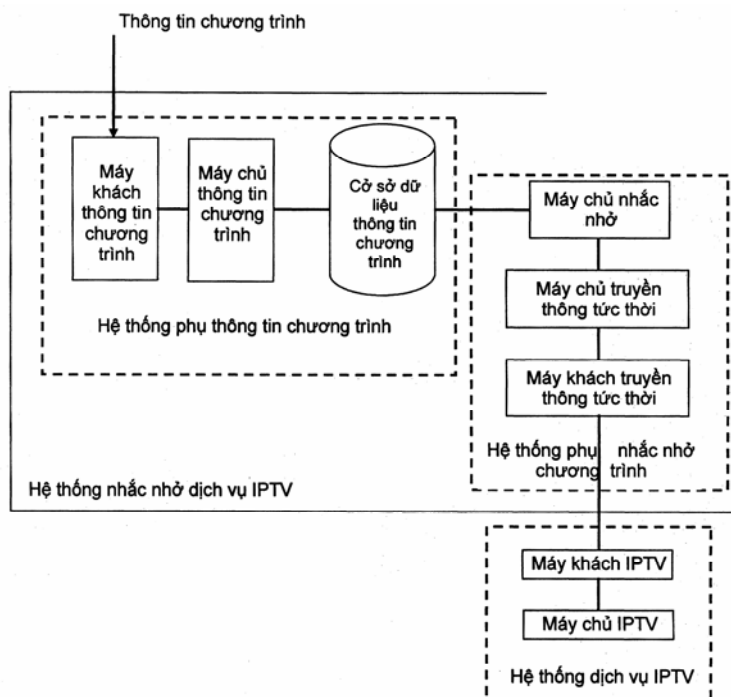 Thông tin chương trình
Máy
khách
thông tin
chương
trình
Máy
chủ
thông tin
chương
trình
Cở sở dữ
liệu
thông tin
chương
trình
Hệ thống phụ thông tin chương trình
Máy chủ nhắc
nhở
Máy chủ truyền
thông tức thời
Máy khách truyền
thông tức thời
Hệ thống phụ nhắc nhở
chương trình
Hệ thống nhắc nhở dịch vụ IPTV
Máy khách IPTV
Máy chủ IPTV
Hệ thống dịch vụ IPTV